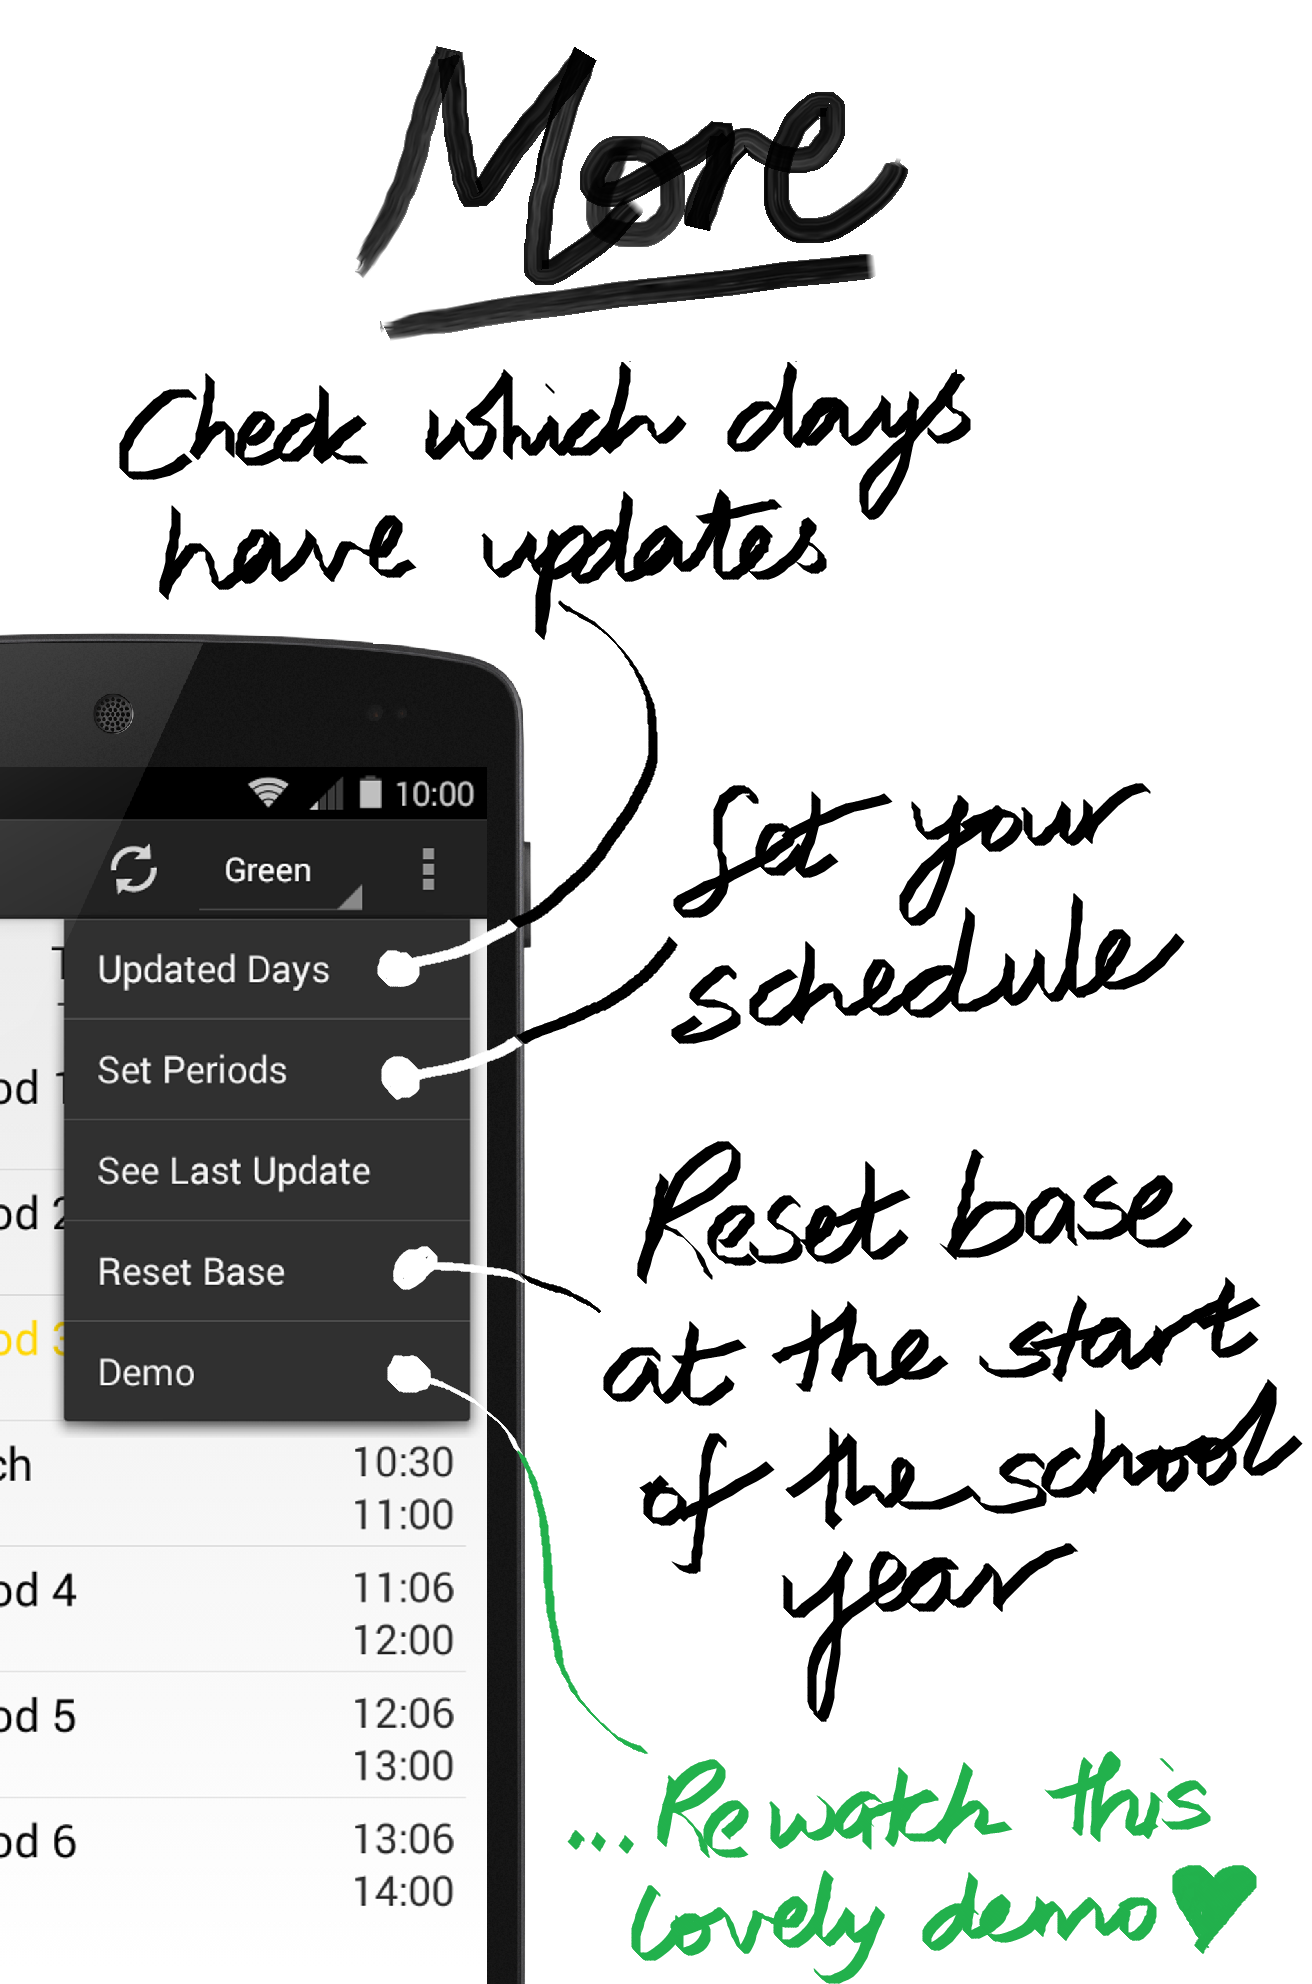 More
Check which days
have updates
10:00
Green
Set your
schedule
Updated Days
Set Periods
See Last Update
Reset Base
Demo
Reset base
at the start
of the school
year
od 1
od 2
od 3
ch
10:30
11:00
od 4
11:06
12:00
od 5
12:06
13:00
od 6
13:06
14:00
...Rewatch this
lovely demo♥